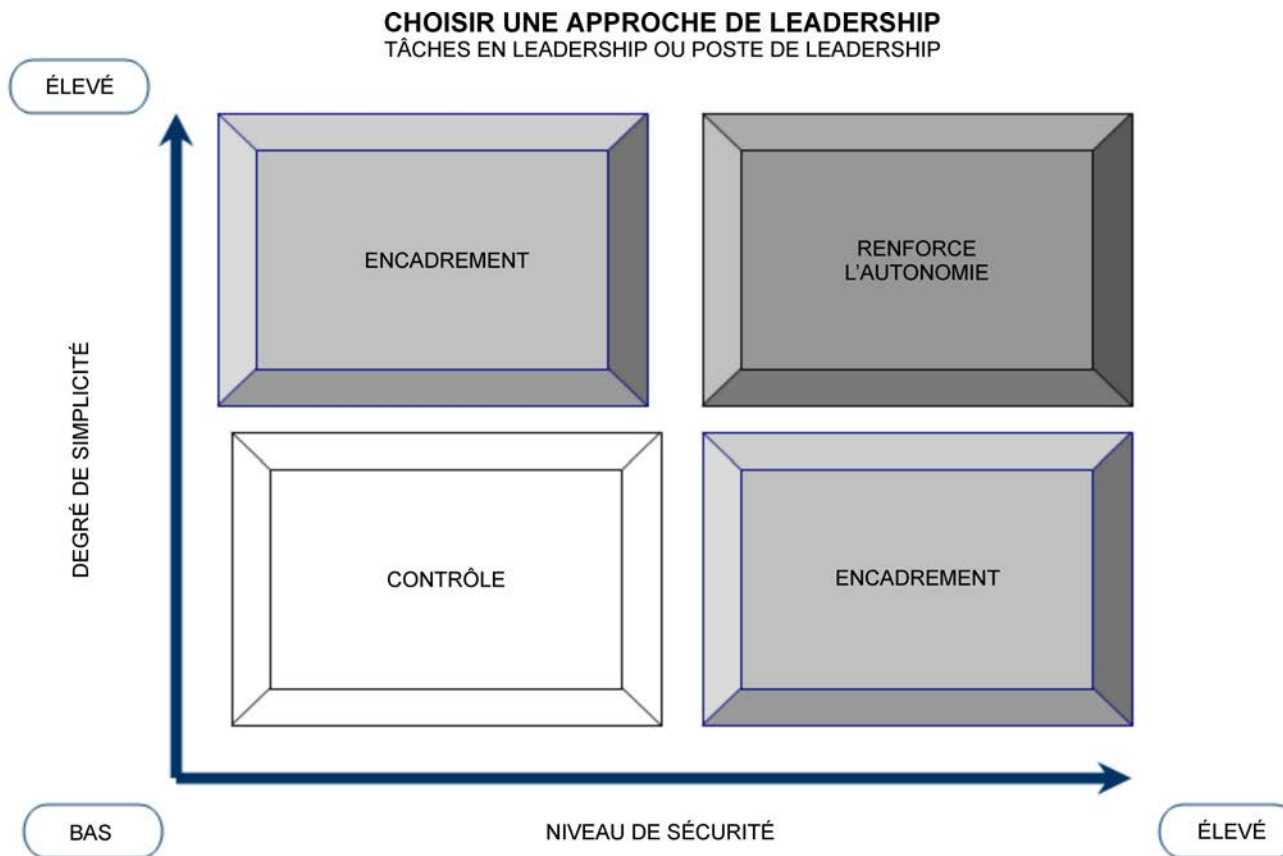 CHOISIR UNE APPROCHE DE LEADERSHIP
TÂCHES EN LEADERSHIP OU POSTE DE LEADERSHIP
ÉLEVÉ
ENCADREMENT
RENFORCE
L'AUTONOMIE
DEGRÉ DE SIMPLICITÉ
CONTRÔLE
ENCADREMENT
BAS
NIVEAU DE SÉCURITÉ
ÉLEVÉ